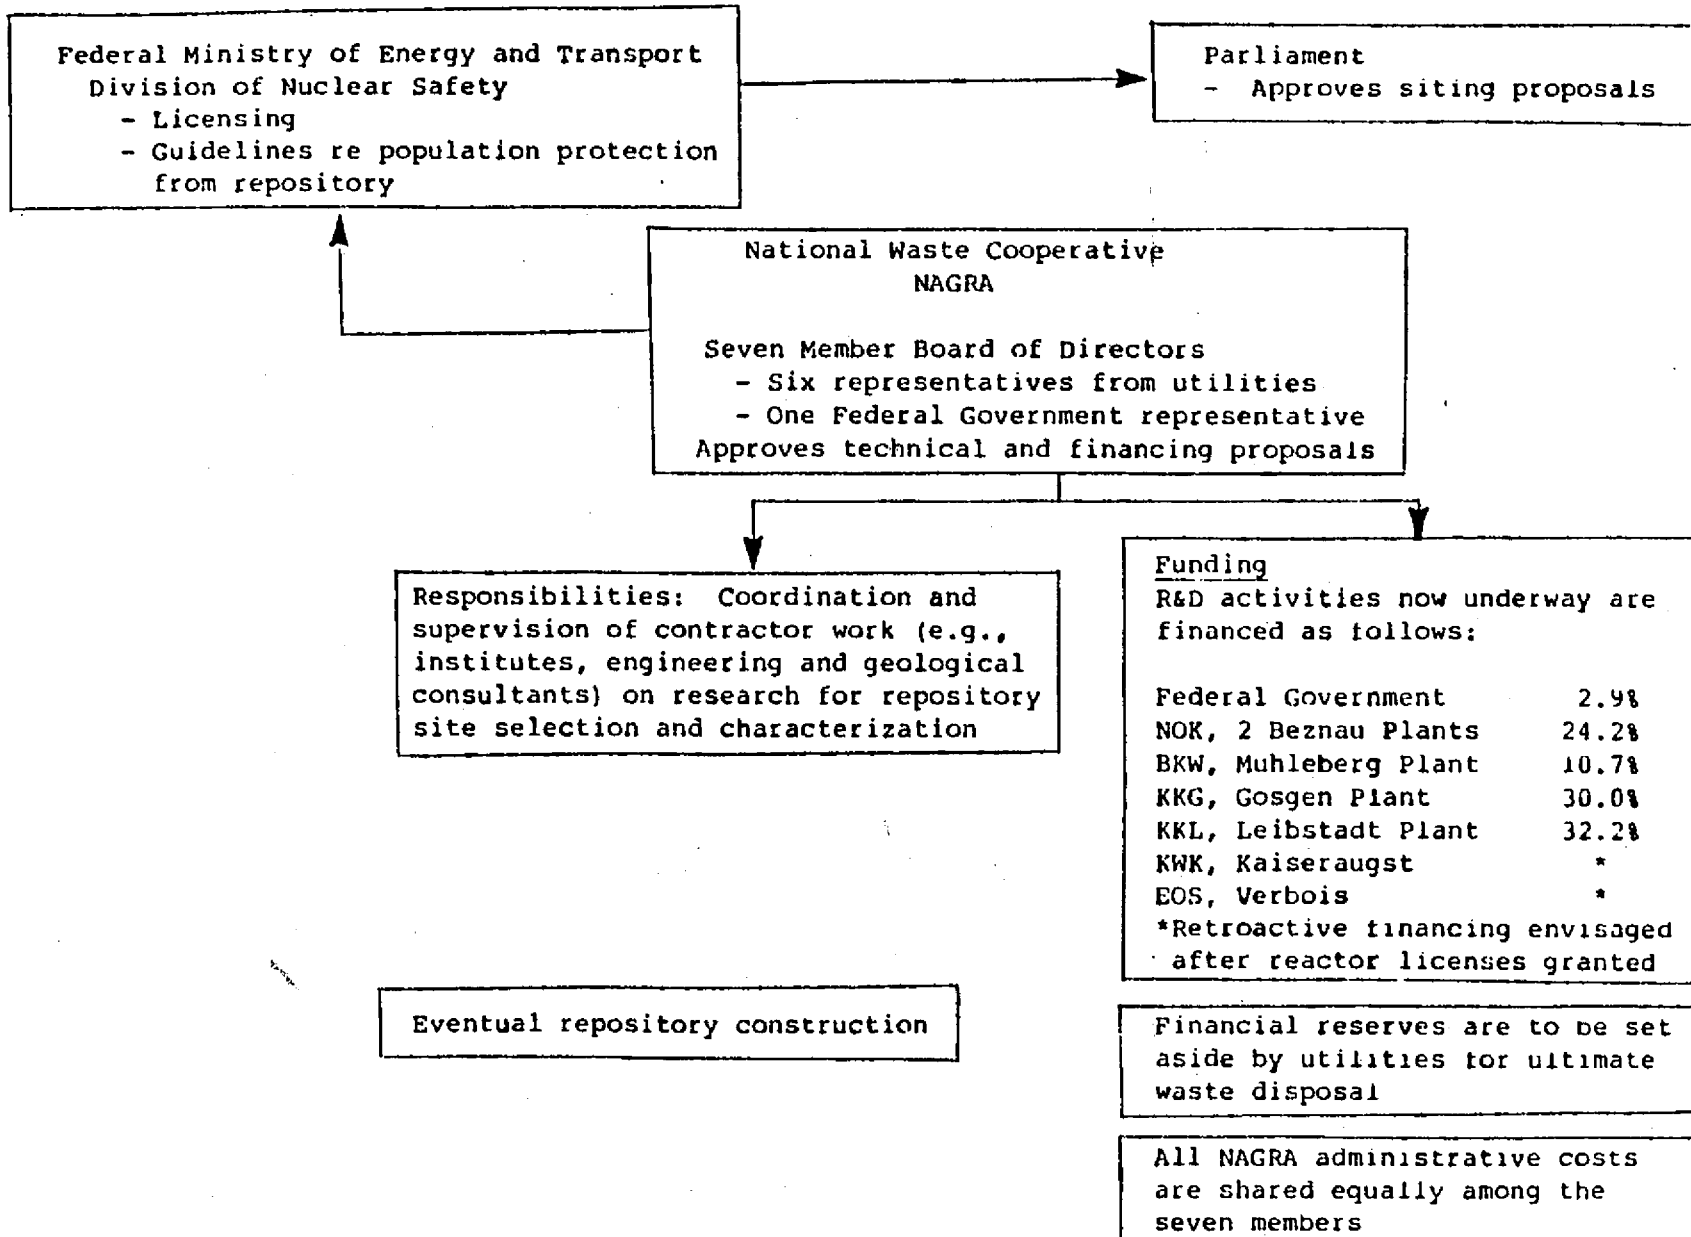 Federal Ministry of Energy and Transport
Division of Nuclear Safety
- Licensing
- Guidelines re population protection
from repository
Parliament
- Approves siting proposals
National Waste Cooperative
NAGRA
Seven Member Board of Directors
- Six representatives from utilities
- One Federal Government representative
Approves technical and financing proposals
Responsibilities: Coordination and
supervision of contractor work (e.g.,
institutes, engineering and geological
consultants) on research for repository
site selection and characterization
Eventual repository construction
Funding
R&D activities now underway are
financed as follows:
Federal Government 2.9%
NOK, 2 Beznau Plants 24.2%
BKW, Muhleberg Plant 10.7%
KKG, Gosgen Plant 30.0%
KKL, Leibstadt Plant 32.2%
KWK, Kaiseraugst *
EOS, Verbois *
*Retroactive financing envisaged
after reactor licenses granted
Financial reserves are to be set
aside by utilities for ultimate
waste disposal
All NAGRA administrative costs
are shared equally among the
seven members